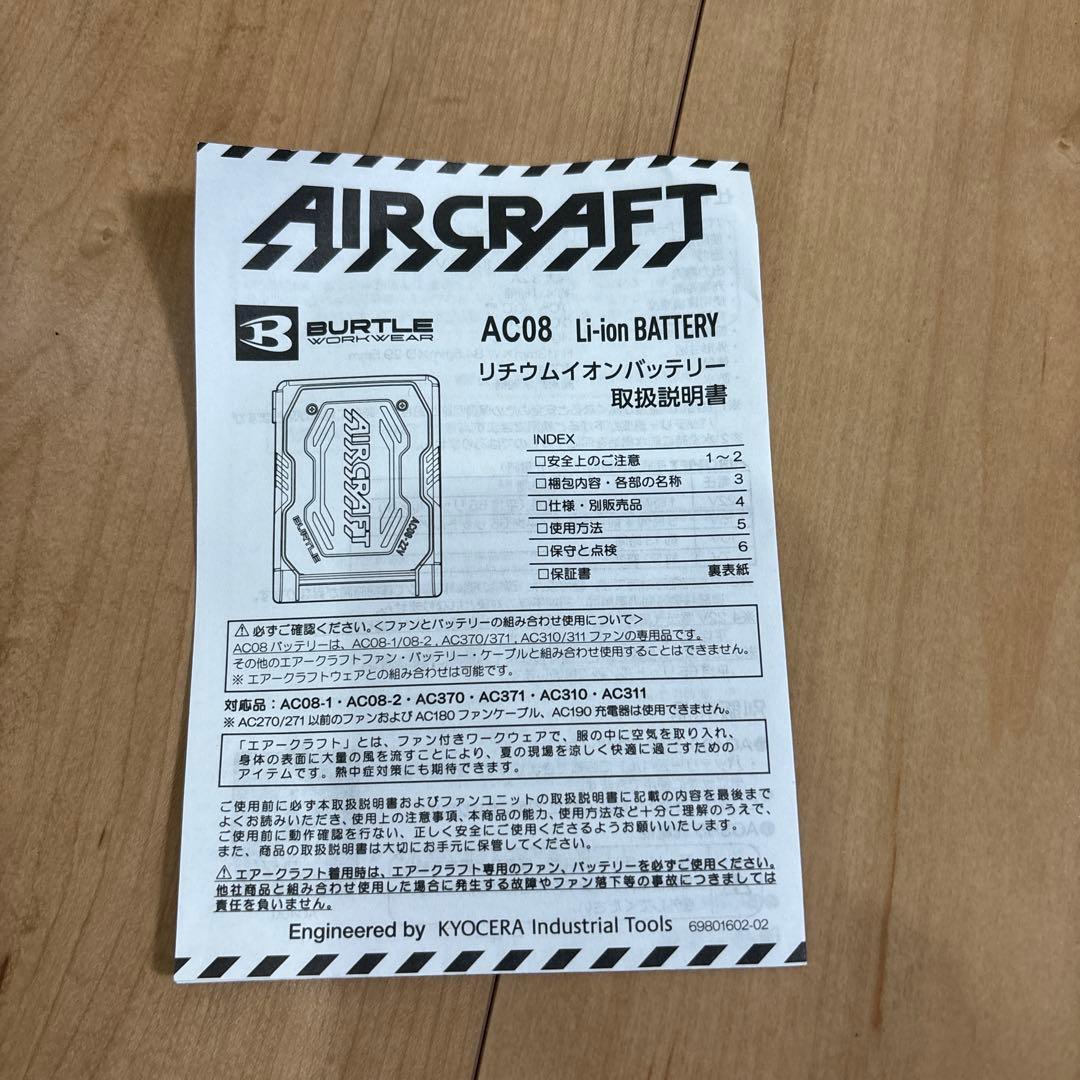 AIRCRAFT
BURTLE
WORKWEAR
AC08 Li-ion BATTERY
リチウムイオンバッテリー
取扱説明書
AIRCRAFT
BURTLE
AC08-22V
INDEX
□安全上のご注意 1～2
□梱包内容・各部の名称 3
□仕様・別販売品 4
□使用方法 5
□保守と点検 6
□保証書 裏表紙
⚠必ずご確認ください。<ファンとバッテリーの組み合わせ使用について>
AC08 バッテリーは、AC08-1/08-2 , AC370/371 , AC310/311 ファンの専用品です。
その他のエアークラフトファン・バッテリー・ケーブルと組み合わせ使用することはできません。
※ エアークラフトウェアとの組み合わせは可能です。
対応品：AC08-1・AC08-2・AC370・AC371・AC310・AC311
※ AC270/271 以前のファンおよび AC180 ファンケーブル、AC190 充電器は使用できません。
「エアークラフト」とは、ファン付きワークウェアで、服の中に空気を取り入れ、
身体の表面に大量の風を流すことにより、夏の現場を涼しく快適に過ごすための
アイテムです。熱中症対策にも期待できます。
ご使用前に必ず本取扱説明書およびファンユニットの取扱説明書に記載の内容を最後まで
よくお読みいただき、使用上の注意事項、本商品の能力、使用方法など十分ご理解のうえで、
ご使用前に動作確認を行ない、正しく安全にご使用くださるようお願いいたします。
また、商品の取扱説明書は大切にお手元に保管してください。
⚠エアークラフト着用時は、エアークラフト専用のファン、バッテリーを必ずご使用ください。
他社商品と組み合わせ使用した場合に発生する故障やファン落下等の事故につきましては
責任を負いません。
Engineered by KYOCERA Industrial Tools 69801602-02